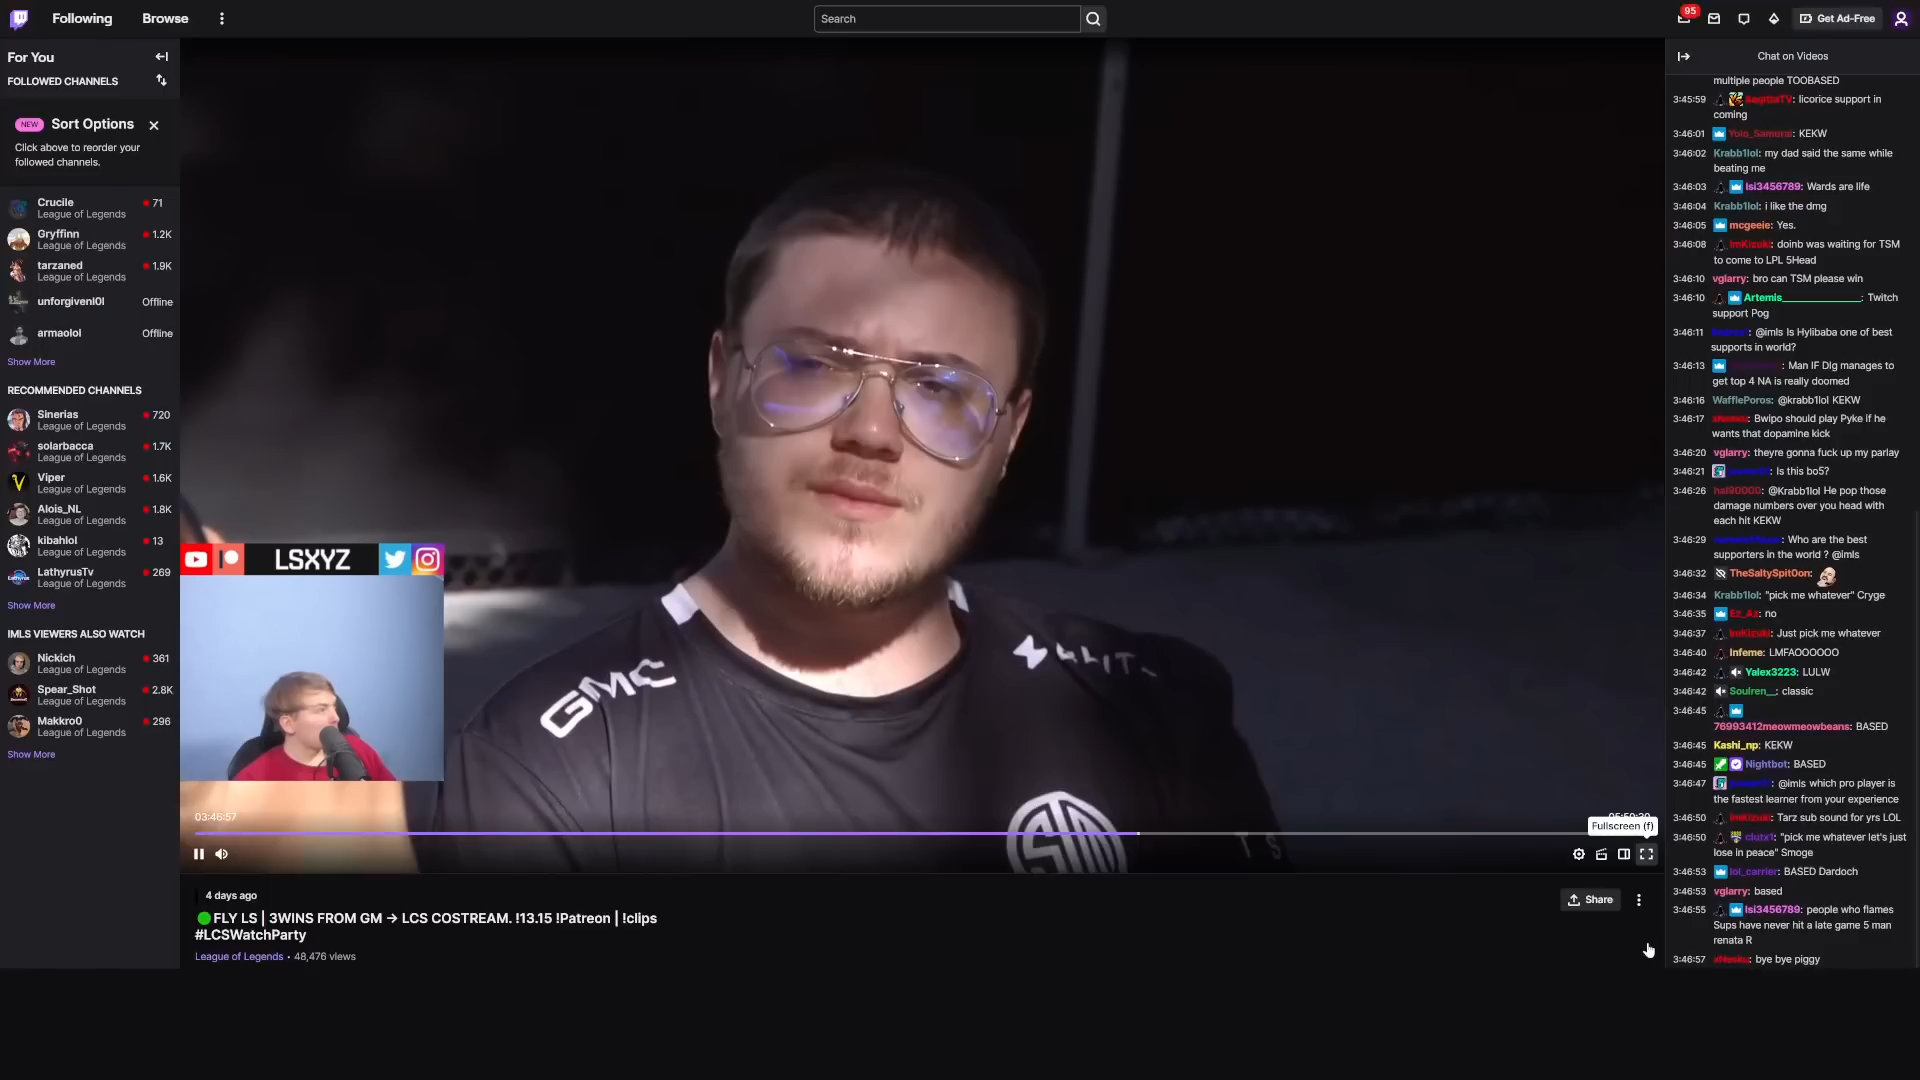 Following
Browse
Search
95
Get Ad-Free
For You
FOLLOWED CHANNELS
NEW
Sort Options
Click above to reorder your
followed channels.
Crucile
71
League of Legends
Gryffinn
1.2K
League of Legends
tarzaned
1.9K
League of Legends
unforgivenl0l
Offline
armaolol
Offline
Show More
RECOMMENDED CHANNELS
Sinerias
720
League of Legends
solarbacca
1.7K
League of Legends
Viper
1.6K
League of Legends
Alois_NL
1.8K
League of Legends
kibahlol
13
League of Legends
LathyrusTv
269
League of Legends
Show More
IMLS VIEWERS ALSO WATCH
Nickich
361
League of Legends
Spear_Shot
2.8K
League of Legends
Makkro0
296
League of Legends
Show More
LSXYZ
GMC
TSM
03:46:57
Fullscreen (f)
4 days ago
FLY LS | 3WINS FROM GM → LCS COSTREAM. !13.15 !Patreon | !clips
#LCSWatchParty
League of Legends • 48,476 views
Share
Chat on Videos
multiple people TOOBASED
3:45:59 : licorice support in
coming
3:46:01 Yolo_Samurai: KEKW
3:46:02 Krabb1lol: my dad said the same while
beating me
3:46:03 lsi3456789: Wards are life
3:46:04 Krabb1lol: i like the dmg
3:46:05 mcgeeie: Yes.
3:46:08 ImKizuki: doinb was waiting for TSM
to come to LPL 5Head
3:46:10 vglarry: bro can TSM please win
3:46:10 Artemis_______________: Twitch
support Pog
3:46:11 : @imls Is Hylibaba one of best
supports in world?
3:46:13 : Man IF Dlg manages to
get top 4 NA is really doomed
3:46:16 WafflePoros: @krabb1lol KEKW
3:46:17 : Bwipo should play Pyke if he
wants that dopamine kick
3:46:20 vglarry: theyre gonna fuck up my parlay
3:46:21 : Is this bo5?
3:46:26 hal90000: @Krabb1lol He pop those
damage numbers over you head with
each hit KEKW
3:46:29 : Who are the best
supporters in the world ? @imls
3:46:32 TheSaltySpit0on:
3:46:34 Krabb1lol: "pick me whatever" Cryge
3:46:35 Ez_Az: no
3:46:37 ImKizuki: Just pick me whatever
3:46:40 Infeme: LMFAOOOOOO
3:46:42 Yalex3223: LULW
3:46:42 Soulren__: classic
3:46:45
76993412meowmeowbeans: BASED
3:46:45 Kashi_np: KEKW
3:46:45 Nightbot: BASED
3:46:47 : @imls which pro player is
the fastest learner from your experience
3:46:50 ImKizuki: Tarz sub sound for yrs LOL
3:46:50 clutx1: "pick me whatever let's just
lose in peace" Smoge
3:46:53 lol_carrier: BASED Dardoch
3:46:53 vglarry: based
3:46:55 lsi3456789: people who flames
Sups have never hit a late game 5 man
renata R
3:46:57 : bye bye piggy